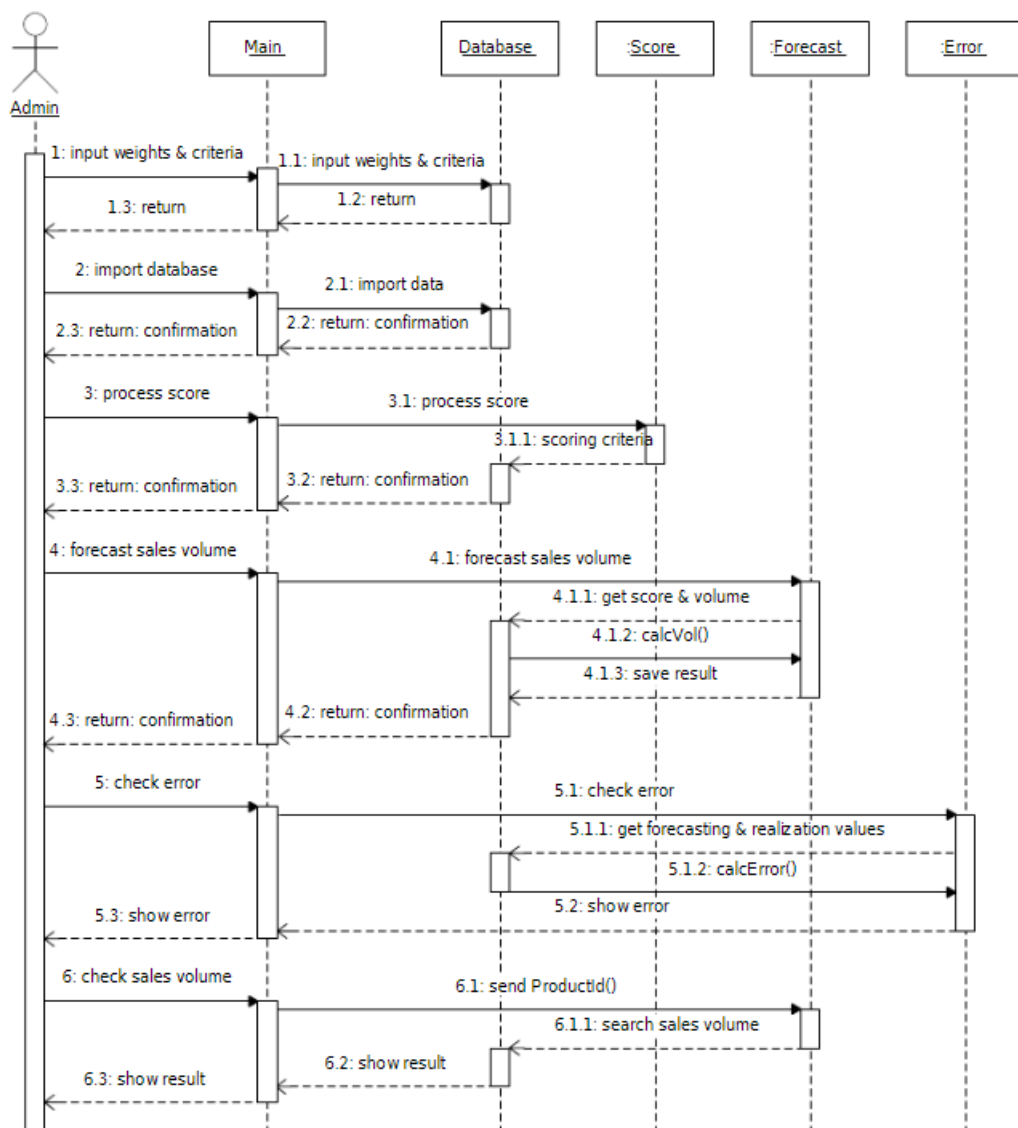 Main
Database
:Score
:Forecast
:Error
Admin
1: input weights & criteria
1.1: input weights & criteria
1.2: return
1.3: return
2: import database
2.1: import data
2.2: return: confirmation
2.3: return: confirmation
3: process score
3.1: process score
3.1.1: scoring criteria
3.2: return: confirmation
3.3: return: confirmation
4: forecast sales volume
4.1: forecast sales volume
4.1.1: get score & volume
4.1.2: calcVol()
4.1.3: save result
4.2: return: confirmation
4.3: return: confirmation
5: check error
5.1: check error
5.1.1: get forecasting & realization values
5.1.2: calcError()
5.2: show error
5.3: show error
6: check sales volume
6.1: send ProductId()
6.1.1: search sales volume
6.2: show result
6.3: show result